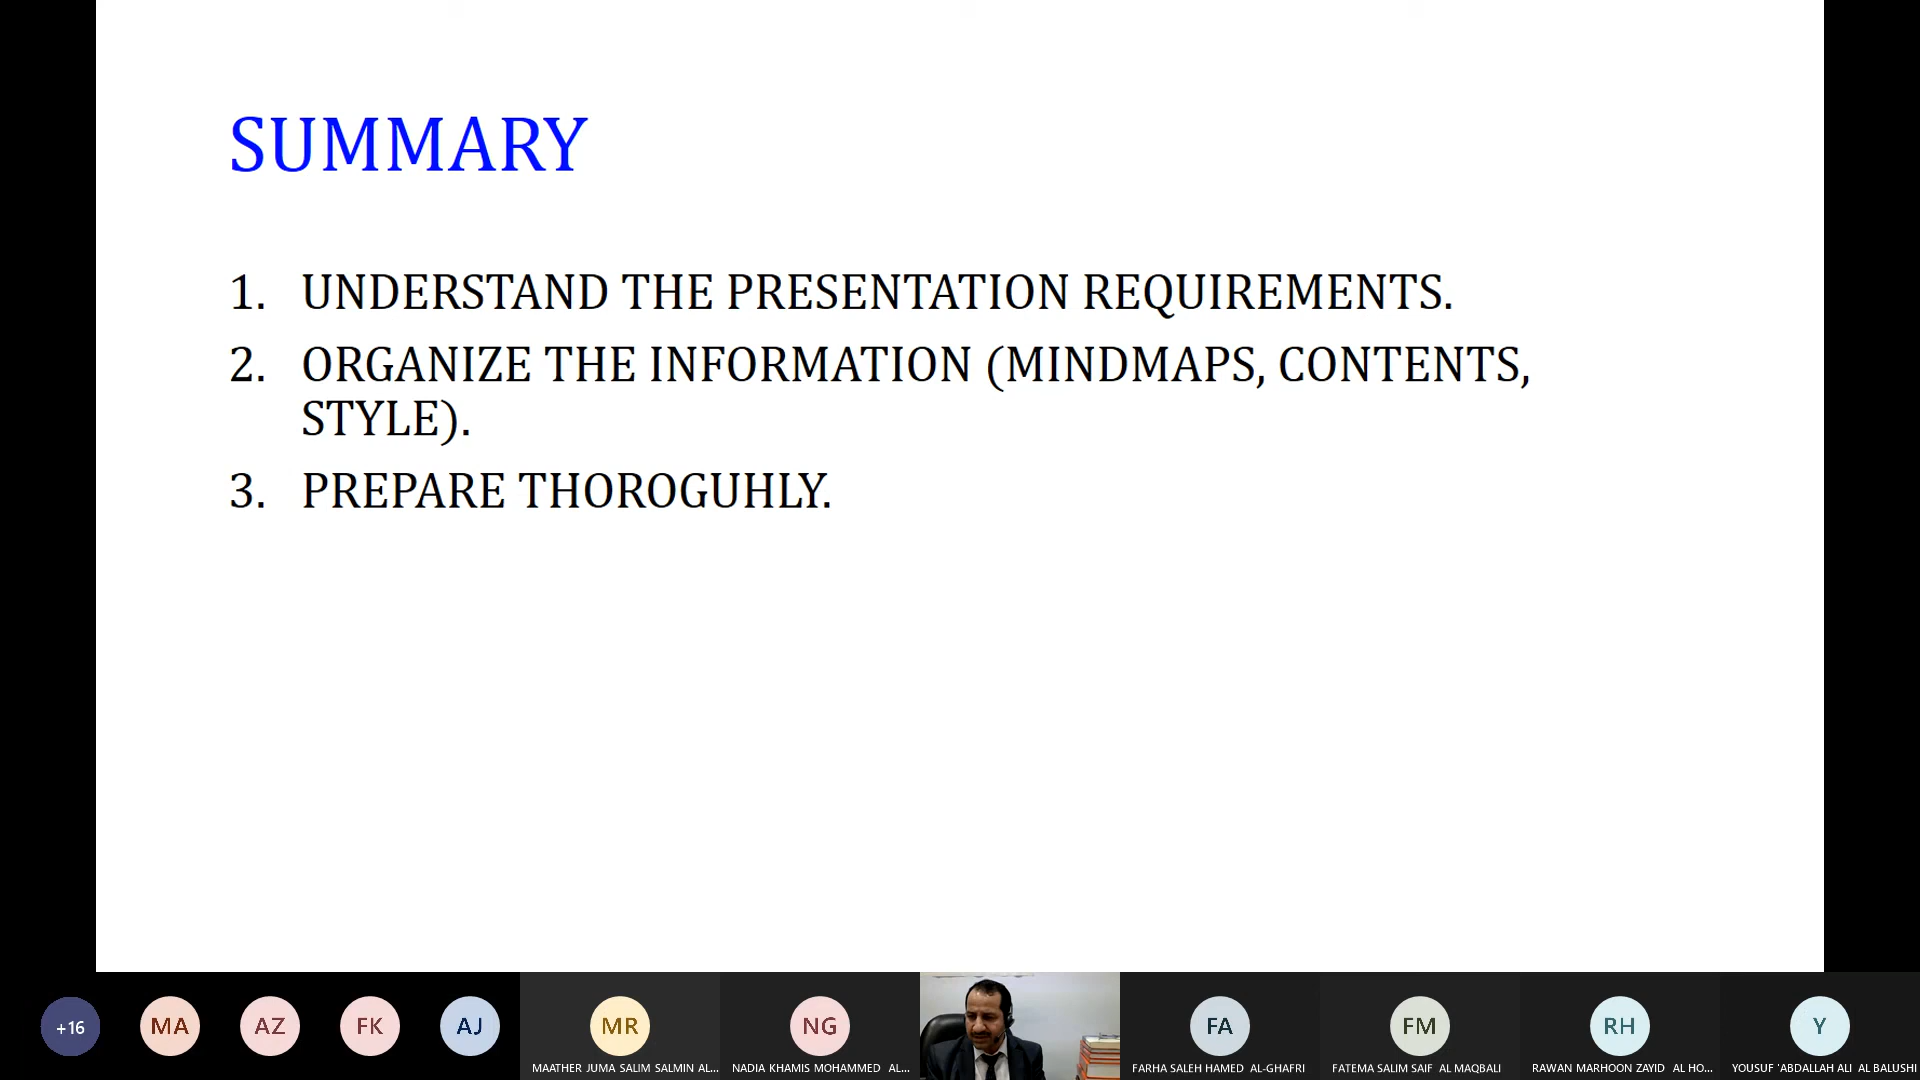 SUMMARY
1. UNDERSTAND THE PRESENTATION REQUIREMENTS.
2. ORGANIZE THE INFORMATION (MINDMAPS, CONTENTS,
STYLE).
3. PREPARE THOROGUHLY.
+16
MA
AZ
FK
AJ
MR
NG
FA
FM
RH
Y
MAATHER JUMA SALIM SALMIN AL...
NADIA KHAMIS MOHAMMED AL...
FARHA SALEH HAMED AL-GHAFRI
FATEMA SALIM SAIF AL MAQBALI
RAWAN MARHOON ZAYID AL HO...
YOUSUF 'ABDALLAH ALI AL BALUSHI